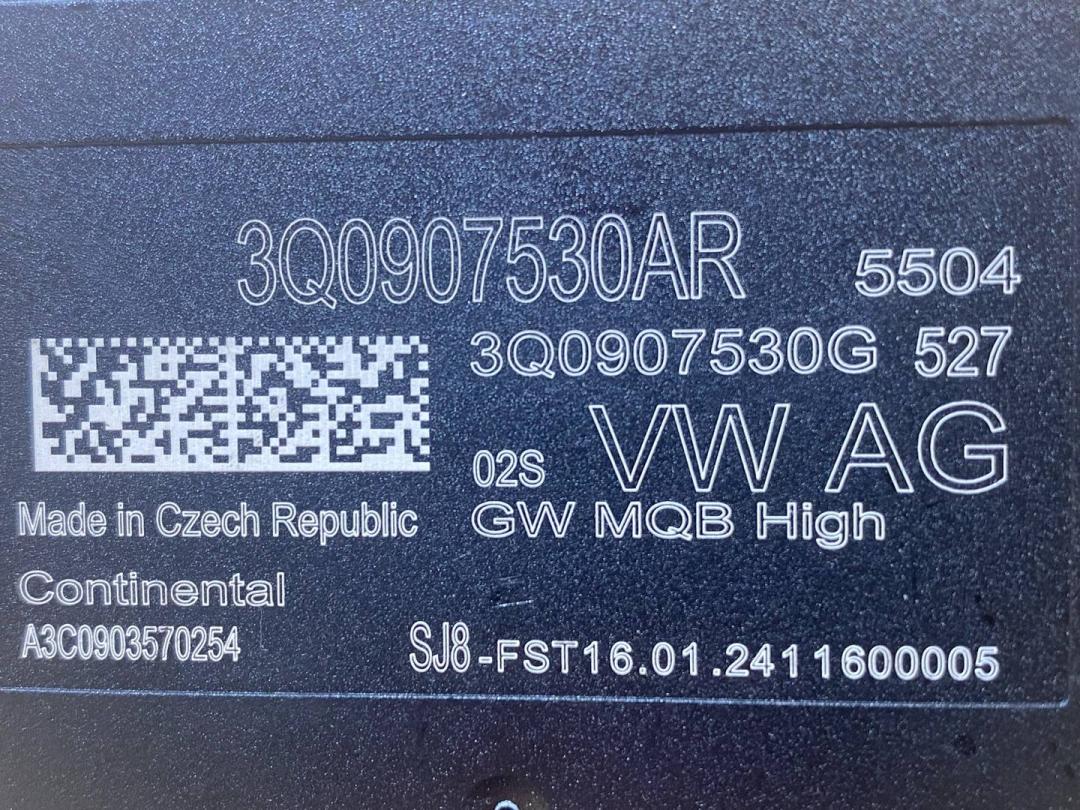 3Q0907530AR 5504
3Q0907530G 527
02S VW AG
Made in Czech Republic GW MQB High
Continental
A3C0903570254 SJ8-FST16.01.2411600005